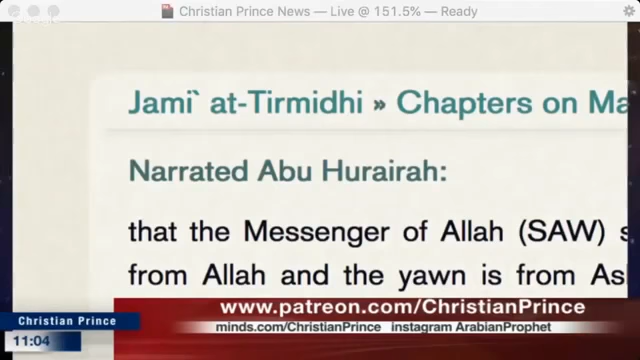 Christian Prince News — Live @ 151.5% — Ready
Jami` at-Tirmidhi » Chapters on Ma
Narrated Abu Hurairah:
that the Messenger of Allah (SAW) s
from Allah and the yawn is from As
www.patreon.com/ChristianPrince
Christian Prince
minds.com/ChristianPrince instagram ArabianProphet
11:04